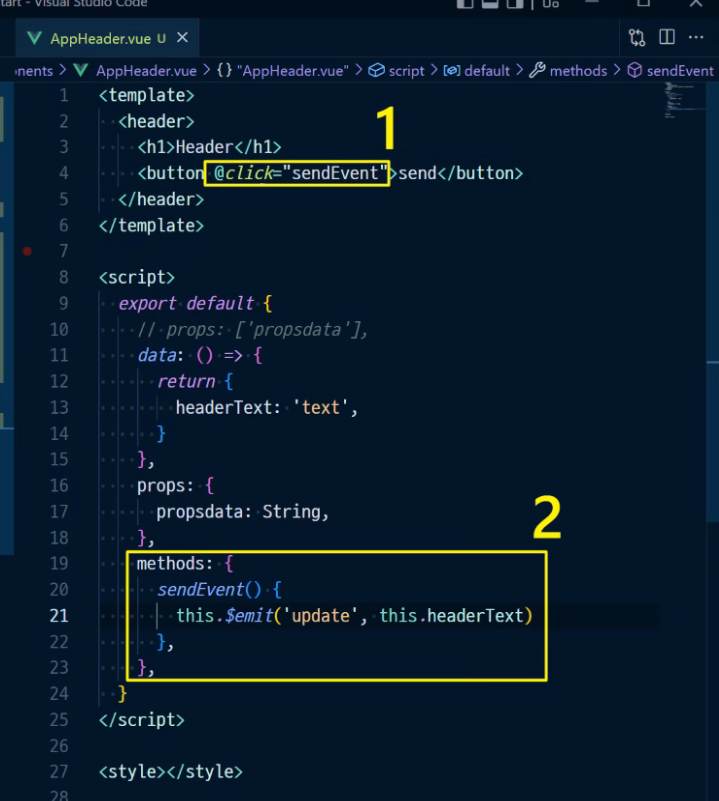 tart - Visual Studio Code
AppHeader.vue U
nents > AppHeader.vue > {} "AppHeader.vue" > script > default > methods > sendEvent
1 <template>
2 <header>
3 <h1>Header</h1>
4 <button @click="sendEvent">send</button>
5 </header>
6 </template>
7
8 <script>
9 export default {
10 // props: ['propsdata'],
11 data: () => {
12 return {
13 headerText: 'text',
14 }
15 },
16 props: {
17 propsdata: String,
18 },
19 methods: {
20 sendEvent() {
21 this.$emit('update', this.headerText)
22 },
23 },
24 }
25 </script>
26
27 <style></style>
28
1
2